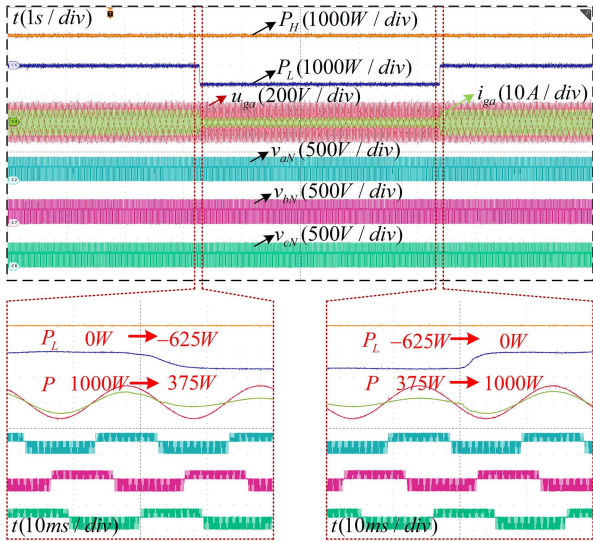 t(1s / div)
P_H(1000W / div)
P_L(1000W / div)
u_ga(200V / div)
i_ga(10A / div)
v_aN(500V / div)
v_bN(500V / div)
v_cN(500V / div)
P_L 0W → −625W
P 1000W → 375W
t(10ms / div)
P_L −625W → 0W
P 375W → 1000W
t(10ms / div)